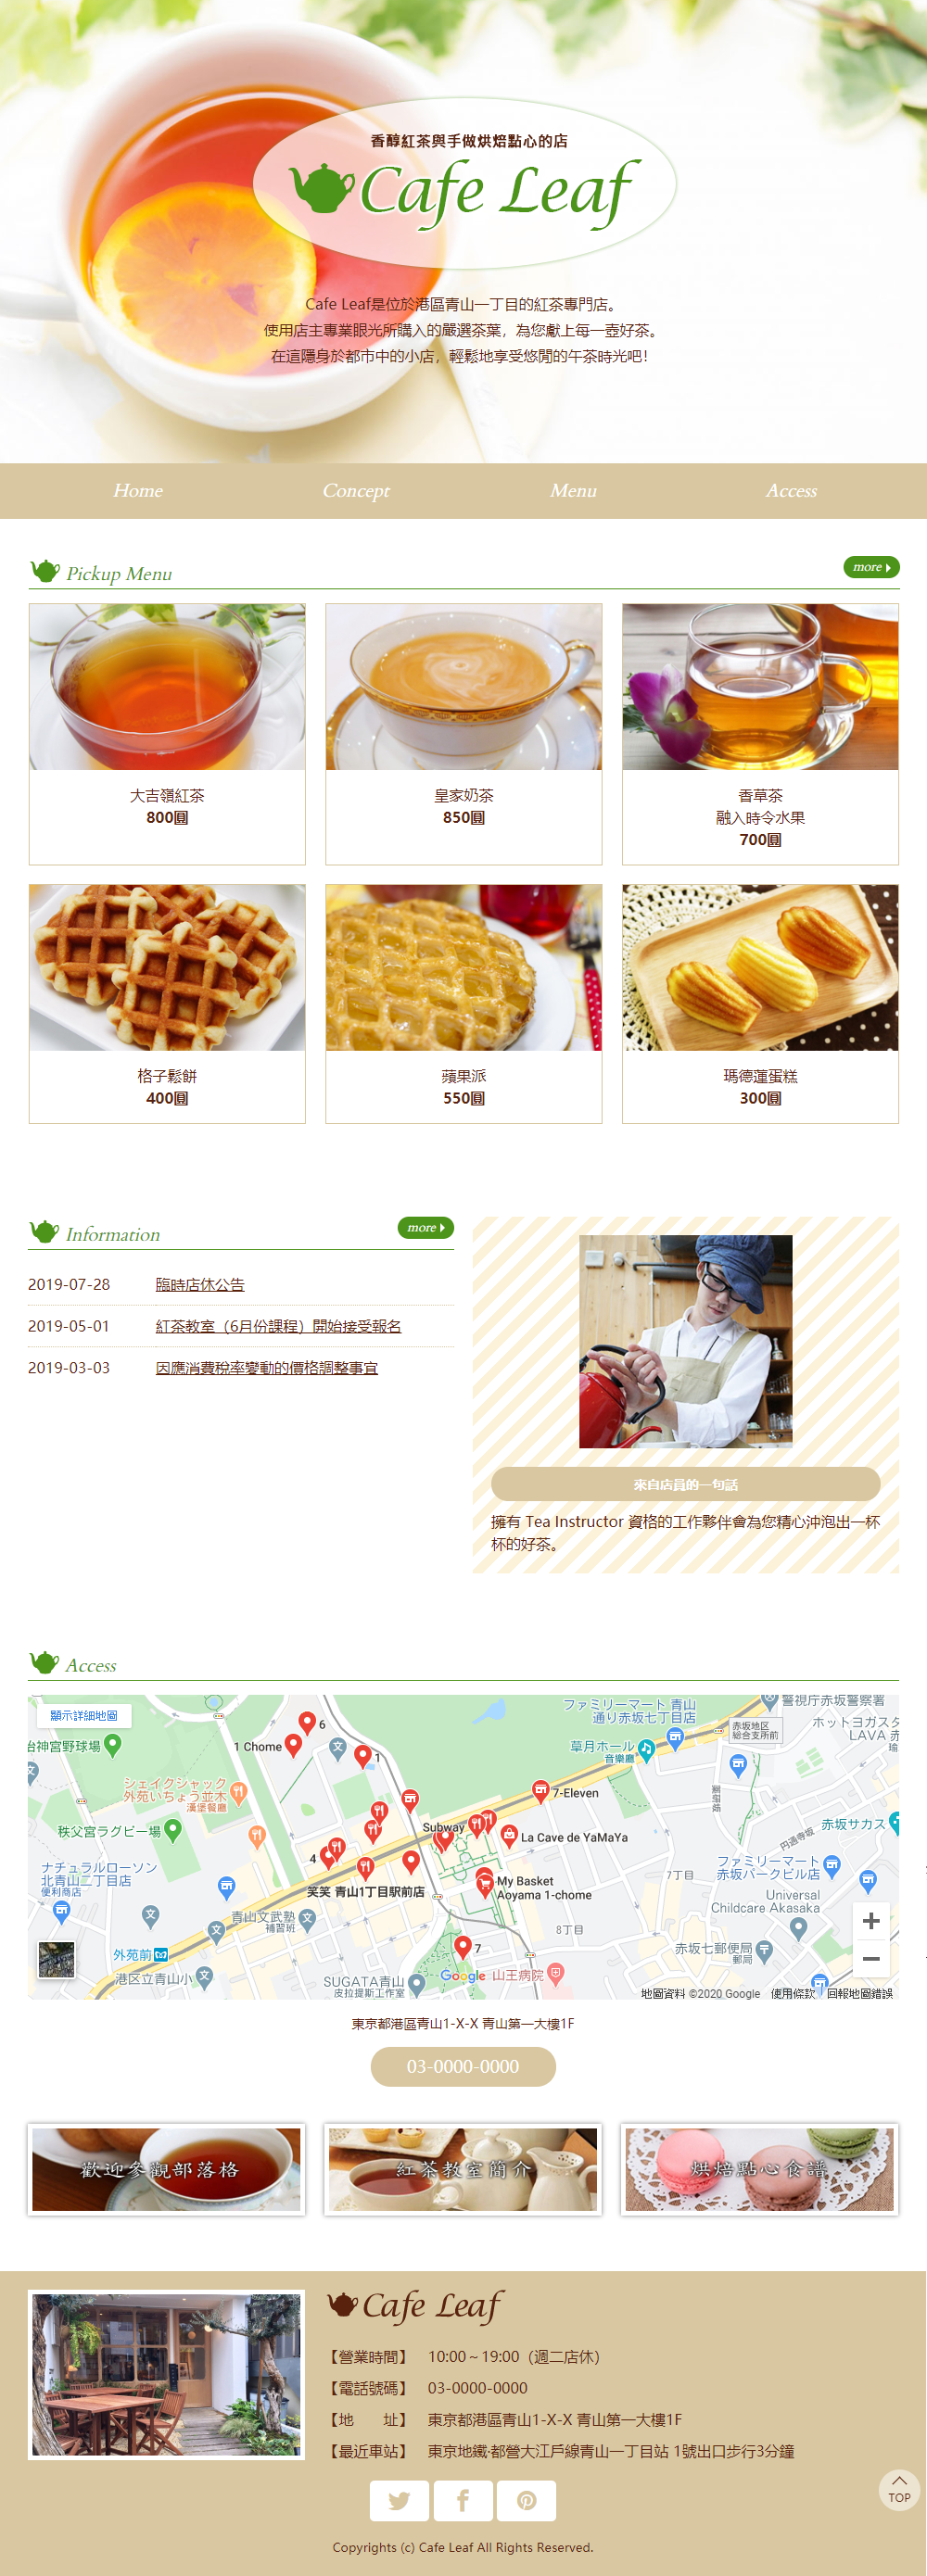 香醇紅茶與手做烘焙點心的店
Cafe Leaf
Cafe Leaf是位於港區青山一丁目的紅茶專門店。
使用店主專業眼光所購入的嚴選茶葉，為您獻上每一壺好茶。
在這隱身於都市中的小店，輕鬆地享受悠閒的午茶時光吧！
Home
Concept
Menu
Access
Pickup Menu
more
大吉嶺紅茶
800圓
皇家奶茶
850圓
香草茶
融入時令水果
700圓
格子鬆餅
400圓
蘋果派
550圓
瑪德蓮蛋糕
300圓
Information
more
2019-07-28 臨時店休公告
2019-05-01 紅茶教室（6月份課程）開始接受報名
2019-03-03 因應消費稅率變動的價格調整事宜
來自店員的一句話
擁有 Tea Instructor 資格的工作夥伴會為您精心沖泡出一杯
杯的好茶。
Access
顯示詳細地圖
治神宮野球場
1 Chome
6
文
1
ファミリーマート 青山
通り赤坂七丁目店
警視庁赤坂警察署
赤坂地区
総合支所前
ホットヨガスタ
LAVA 赤
草月ホール
音樂廳
シェイクシャック
外苑いちょう並木
漢堡餐廳
7-Eleven
秩父宮ラグビー場
Subway
La Cave de YaMaYa
赤坂サカス
円通寺坂
ナチュラルローソン
北青山二丁目店
便利商店
4
笑笑 青山1丁目駅前店
My Basket
Aoyama 1-chome
7丁目
ファミリーマート
赤坂パークビル店
Universal
Childcare Akasaka
青山文武塾
補習班
8丁目
外苑前
港区立青山小
7
赤坂七郵便局
郵局
SUGATA青山
皮拉提斯工作室
Google
山王病院
地圖資料 ©2020 Google
使用條款
回報地圖錯誤
東京都港區青山1-X-X 青山第一大樓1F
03-0000-0000
歡迎參觀部落格
紅茶教室簡介
烘焙點心食譜
Cafe Leaf
【營業時間】 10:00～19:00（週二店休）
【電話號碼】 03-0000-0000
【地　　址】 東京都港區青山1-X-X 青山第一大樓1F
【最近車站】 東京地鐵·都營大江戶線青山一丁目站 1號出口步行3分鐘
TOP
Copyrights (c) Cafe Leaf All Rights Reserved.